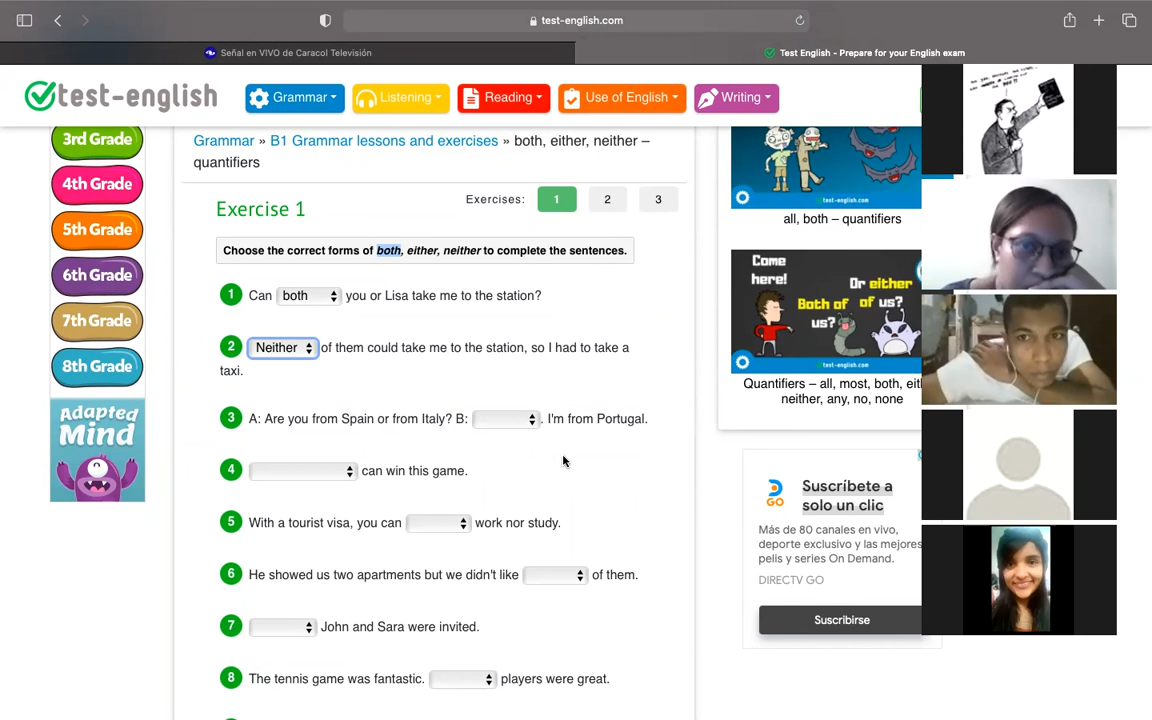 test-english.com
Señal en VIVO de Caracol Televisión
Test English - Prepare for your English exam
test-english
Grammar
Listening
Reading
Use of English
Writing
3rd Grade
4th Grade
5th Grade
6th Grade
7th Grade
8th Grade
Adapted
Mind
Grammar » B1 Grammar lessons and exercises » both, either, neither –
quantifiers
Exercise 1
Exercises: 1 2 3
Choose the correct forms of both, either, neither to complete the sentences.
1 Can both you or Lisa take me to the station?
2 Neither of them could take me to the station, so I had to take a
taxi.
3 A: Are you from Spain or from Italy? B: . I'm from Portugal.
4 can win this game.
5 With a tourist visa, you can work nor study.
6 He showed us two apartments but we didn't like of them.
7 John and Sara were invited.
8 The tennis game was fantastic. players were great.
test-english.com
all, both – quantifiers
Come
here!
Or either
of us?
Both of
us?
test-english.com
Quantifiers – all, most, both,
neither, any, no, none
GO
Suscríbete a
solo un clic
Más de 80 canales en vivo,
deporte exclusivo y las mejores
pelis y series On Demand.
DIRECTV GO
Suscribirse